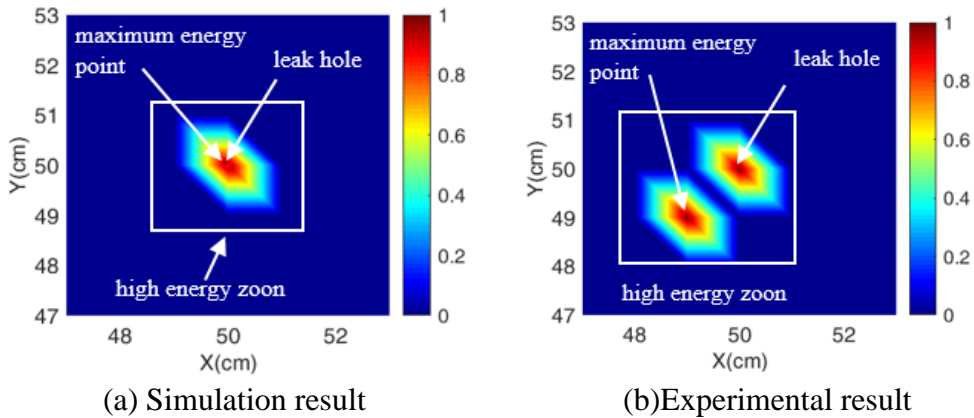 53
52
51
50
49
48
47
Y(cm)
48
50
52
X(cm)
maximum energy
point
leak hole
high energy zoon
1
0.8
0.6
0.4
0.2
0
(a) Simulation result
53
52
51
50
49
48
47
Y(cm)
48
50
52
X(cm)
maximum energy
point
leak hole
high energy zoon
1
0.8
0.6
0.4
0.2
0
(b)Experimental result